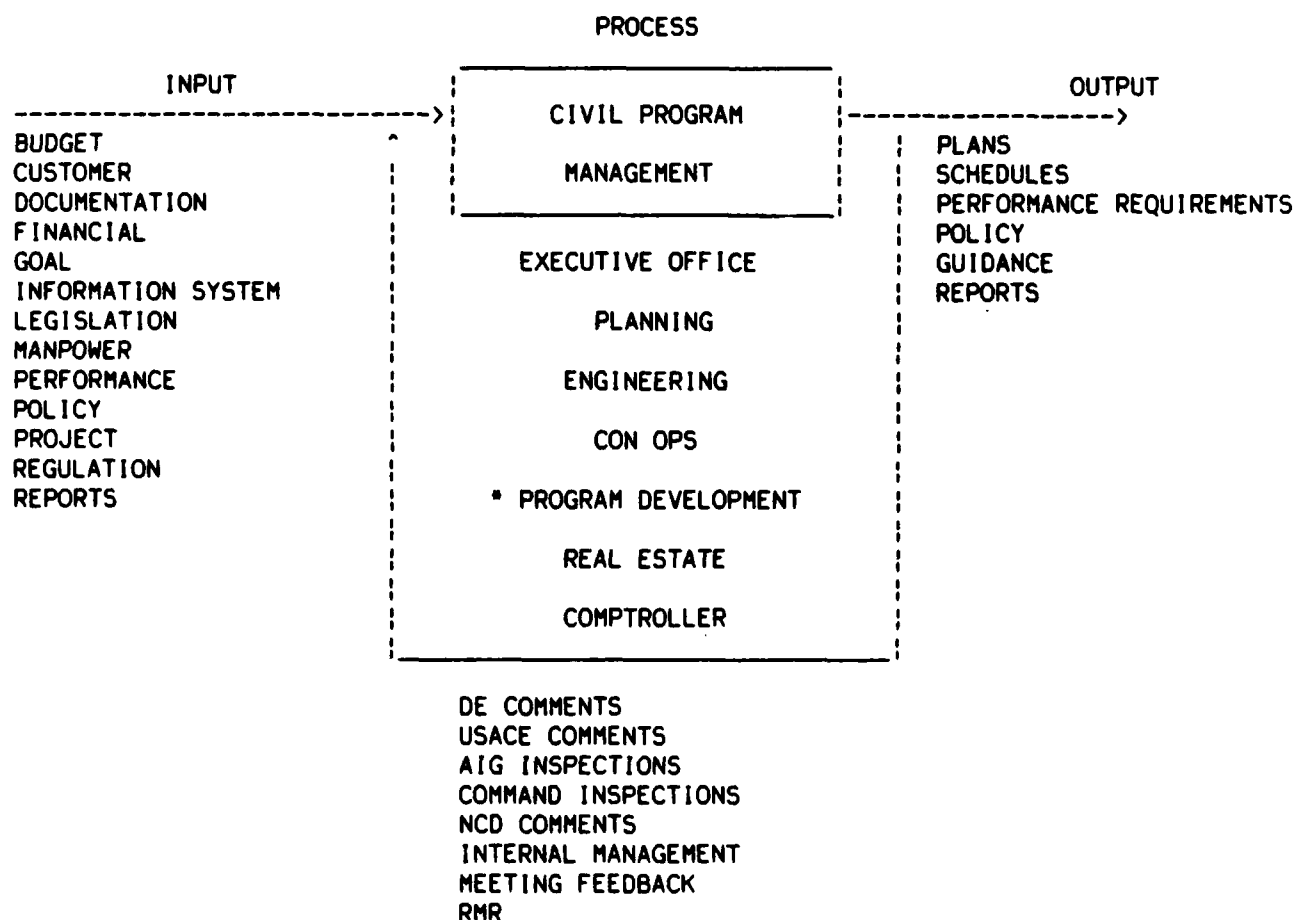 PROCESS
INPUT
OUTPUT
CIVIL PROGRAM
MANAGEMENT
BUDGET
CUSTOMER
DOCUMENTATION
FINANCIAL
GOAL
INFORMATION SYSTEM
LEGISLATION
MANPOWER
PERFORMANCE
POLICY
PROJECT
REGULATION
REPORTS
EXECUTIVE OFFICE
PLANNING
ENGINEERING
CON OPS
* PROGRAM DEVELOPMENT
REAL ESTATE
COMPTROLLER
PLANS
SCHEDULES
PERFORMANCE REQUIREMENTS
POLICY
GUIDANCE
REPORTS
DE COMMENTS
USACE COMMENTS
AIG INSPECTIONS
COMMAND INSPECTIONS
NCD COMMENTS
INTERNAL MANAGEMENT
MEETING FEEDBACK
RMR